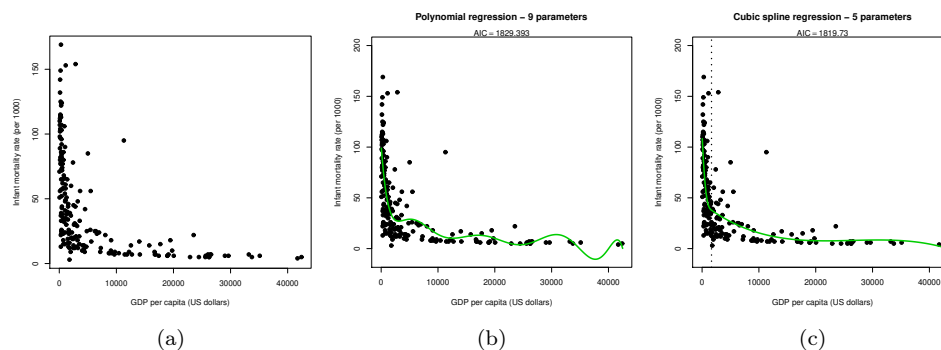 Polynomial regression − 9 parameters
AIC = 1829.393
Cubic spline regression − 5 parameters
AIC = 1819.73
Infant mortality rate (per 1000)
0
50
100
150
0
10000
20000
30000
40000
GDP per capita (US dollars)
(a)
Infant mortality rate (per 1000)
0
50
100
150
200
0
10000
20000
30000
40000
GDP per capita (US dollars)
(b)
Infant mortality rate (per 1000)
0
50
100
150
200
0
10000
20000
30000
40000
GDP per capita (US dollars)
(c)